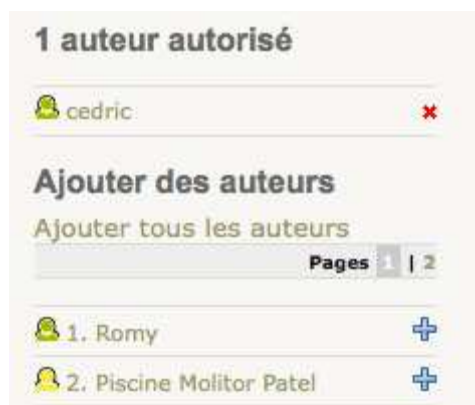 1 auteur autorisé
cedric
Ajouter des auteurs
Ajouter tous les auteurs
Pages 1 | 2
1. Romy
2. Piscine Molitor Patel